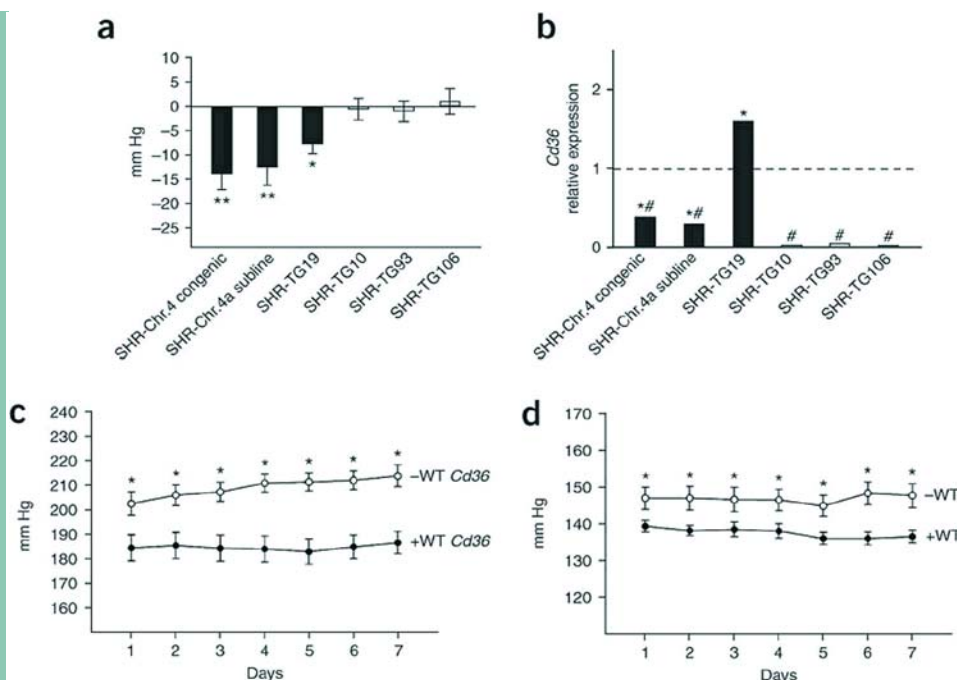 a
10
5
0
−5
−10
−15
−20
−25
mm Hg
**
**
*
SHR-Chr.4 congenic
SHR-Chr.4a subline
SHR-TG19
SHR-TG10
SHR-TG93
SHR-TG106
b
2
1
0
Cd36
relative expression
*#
*#
*
#
#
#
SHR-Chr.4 congenic
SHR-Chr.4a subline
SHR-TG19
SHR-TG10
SHR-TG93
SHR-TG106
c
240
230
220
210
200
190
180
170
160
mm Hg
* * * * * * *
−WT Cd36
+WT Cd36
1 2 3 4 5 6 7
Days
d
170
160
150
140
130
120
mm Hg
* * * * * * *
−WT
+WT
1 2 3 4 5 6 7
Days